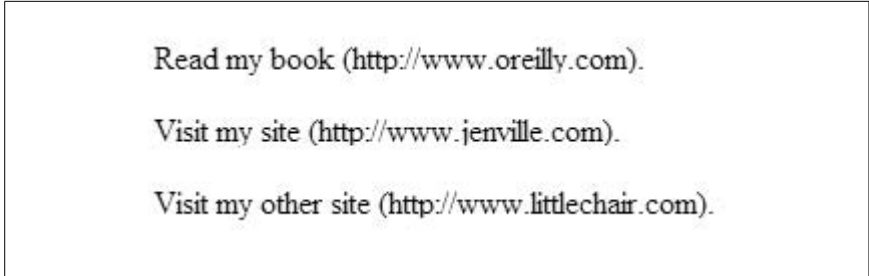 Read my book (http://www.oreilly.com).
Visit my site (http://www.jenville.com).
Visit my other site (http://www.littlechair.com).